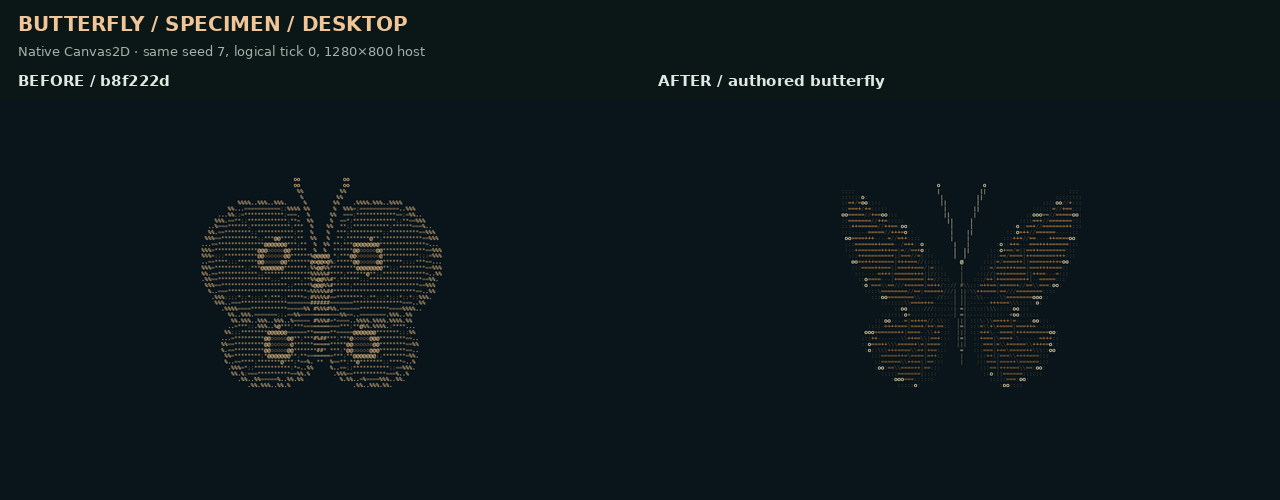 BUTTERFLY / SPECIMEN / DESKTOP
Native Canvas2D · same seed 7, logical tick 0, 1280×800 host
BEFORE / b8f222d
AFTER / authored butterfly